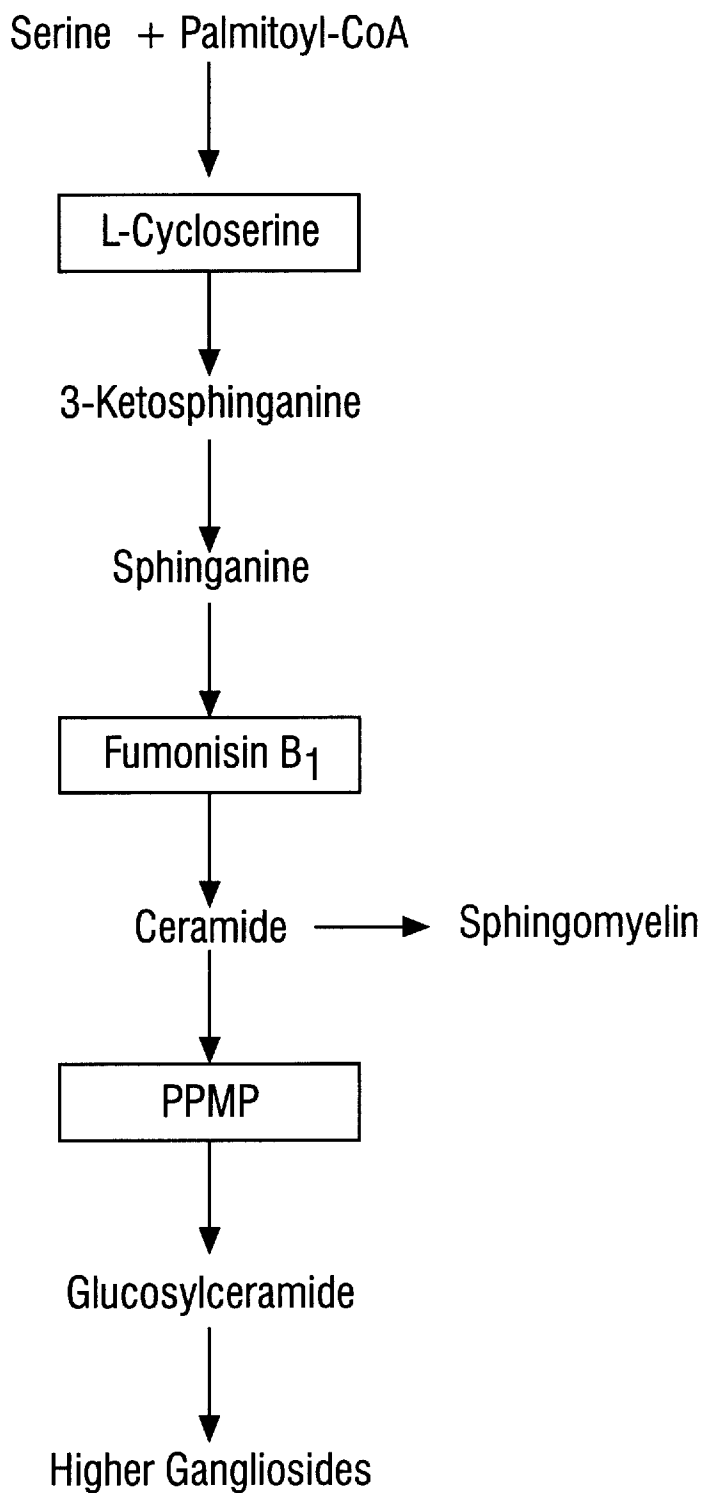 Serine + Palmitoyl-CoA
L-Cycloserine
3-Ketosphinganine
Sphinganine
Fumonisin B1
Ceramide
Sphingomyelin
PPMP
Glucosylceramide
Higher Gangliosides